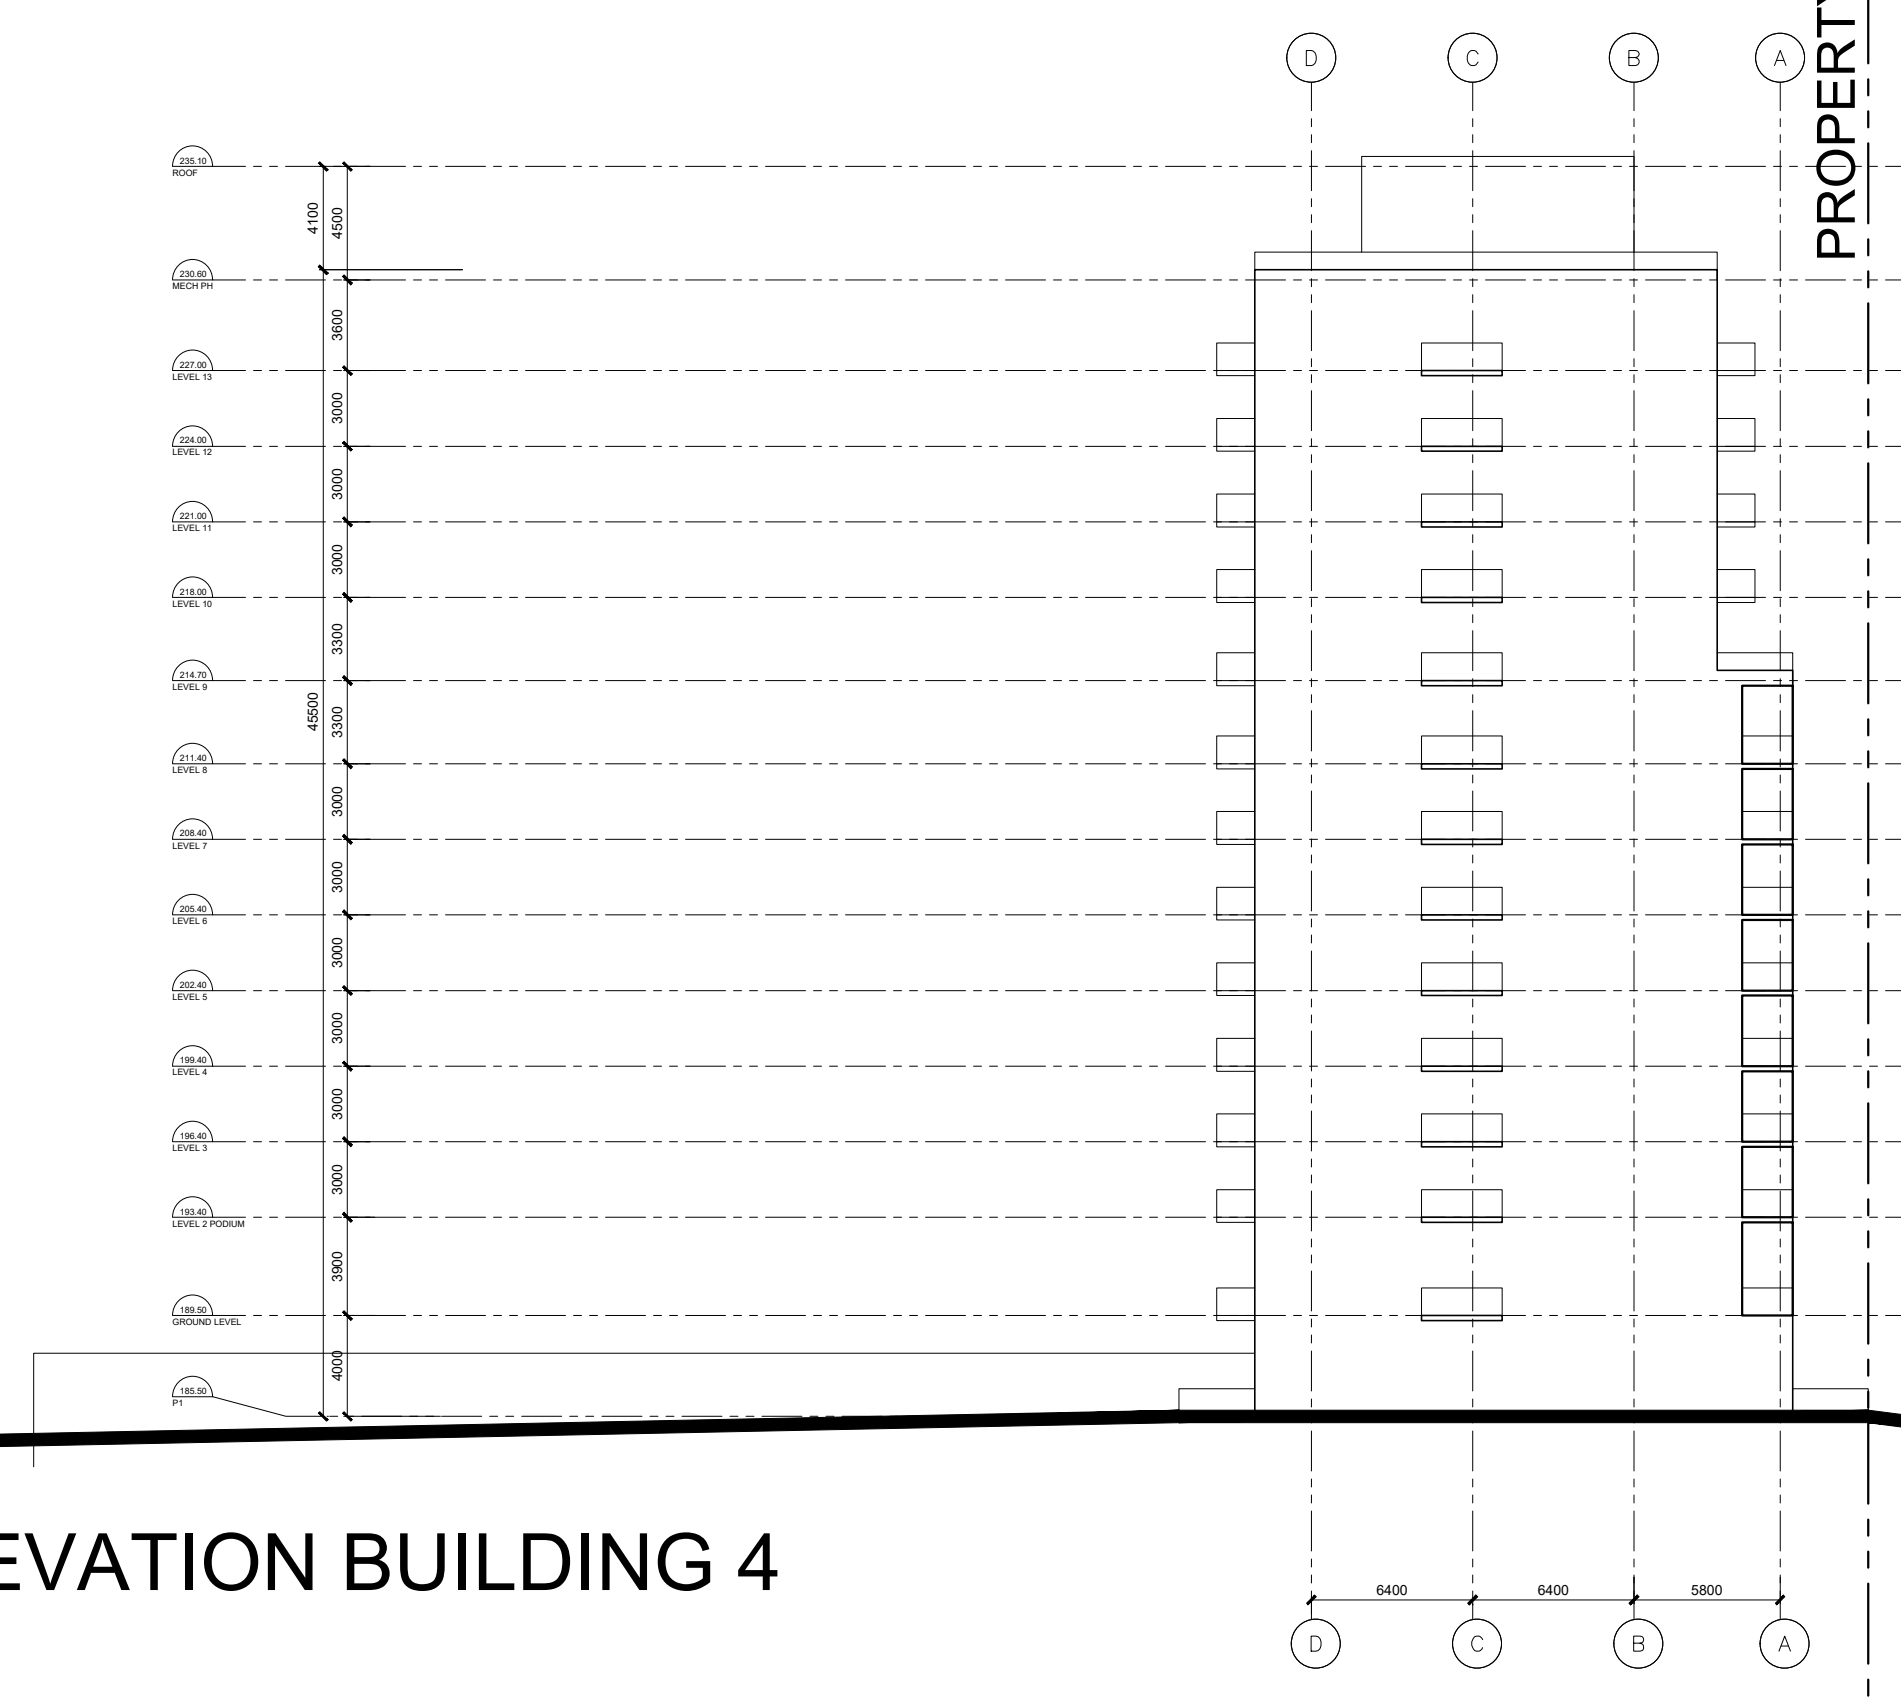 D C B A
PROPERTY
235.10
ROOF
4100
4500
230.60
MECH PH
3600
227.00
LEVEL 13
3000
224.00
LEVEL 12
3000
221.00
LEVEL 11
3000
218.00
LEVEL 10
3300
214.70
LEVEL 9
45500
3300
211.40
LEVEL 8
3000
208.40
LEVEL 7
3000
205.40
LEVEL 6
3000
202.40
LEVEL 5
3000
199.40
LEVEL 4
3000
196.40
LEVEL 3
3000
193.40
LEVEL 2 PODIUM
3900
189.50
GROUND LEVEL
4000
185.50
P1
EVATION BUILDING 4
6400 6400 5800
D C B A